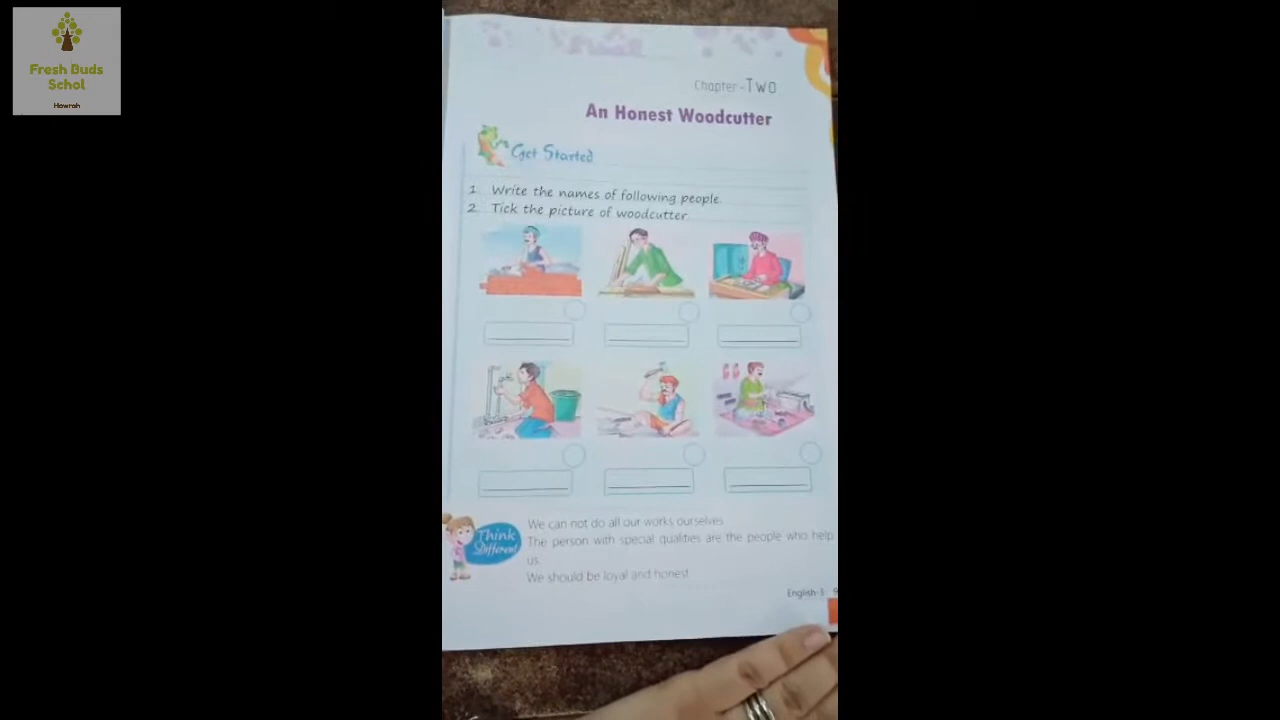 Fresh Buds
Schol
Howrah
Chapter - TWO
An Honest Woodcutter
Get Started
1 Write the names of following people.
2 Tick the picture of woodcutter
Think
Different
We can not do all our works ourselves
The person with special qualities are the people who help
us.
We should be loyal and honest
English-3 9